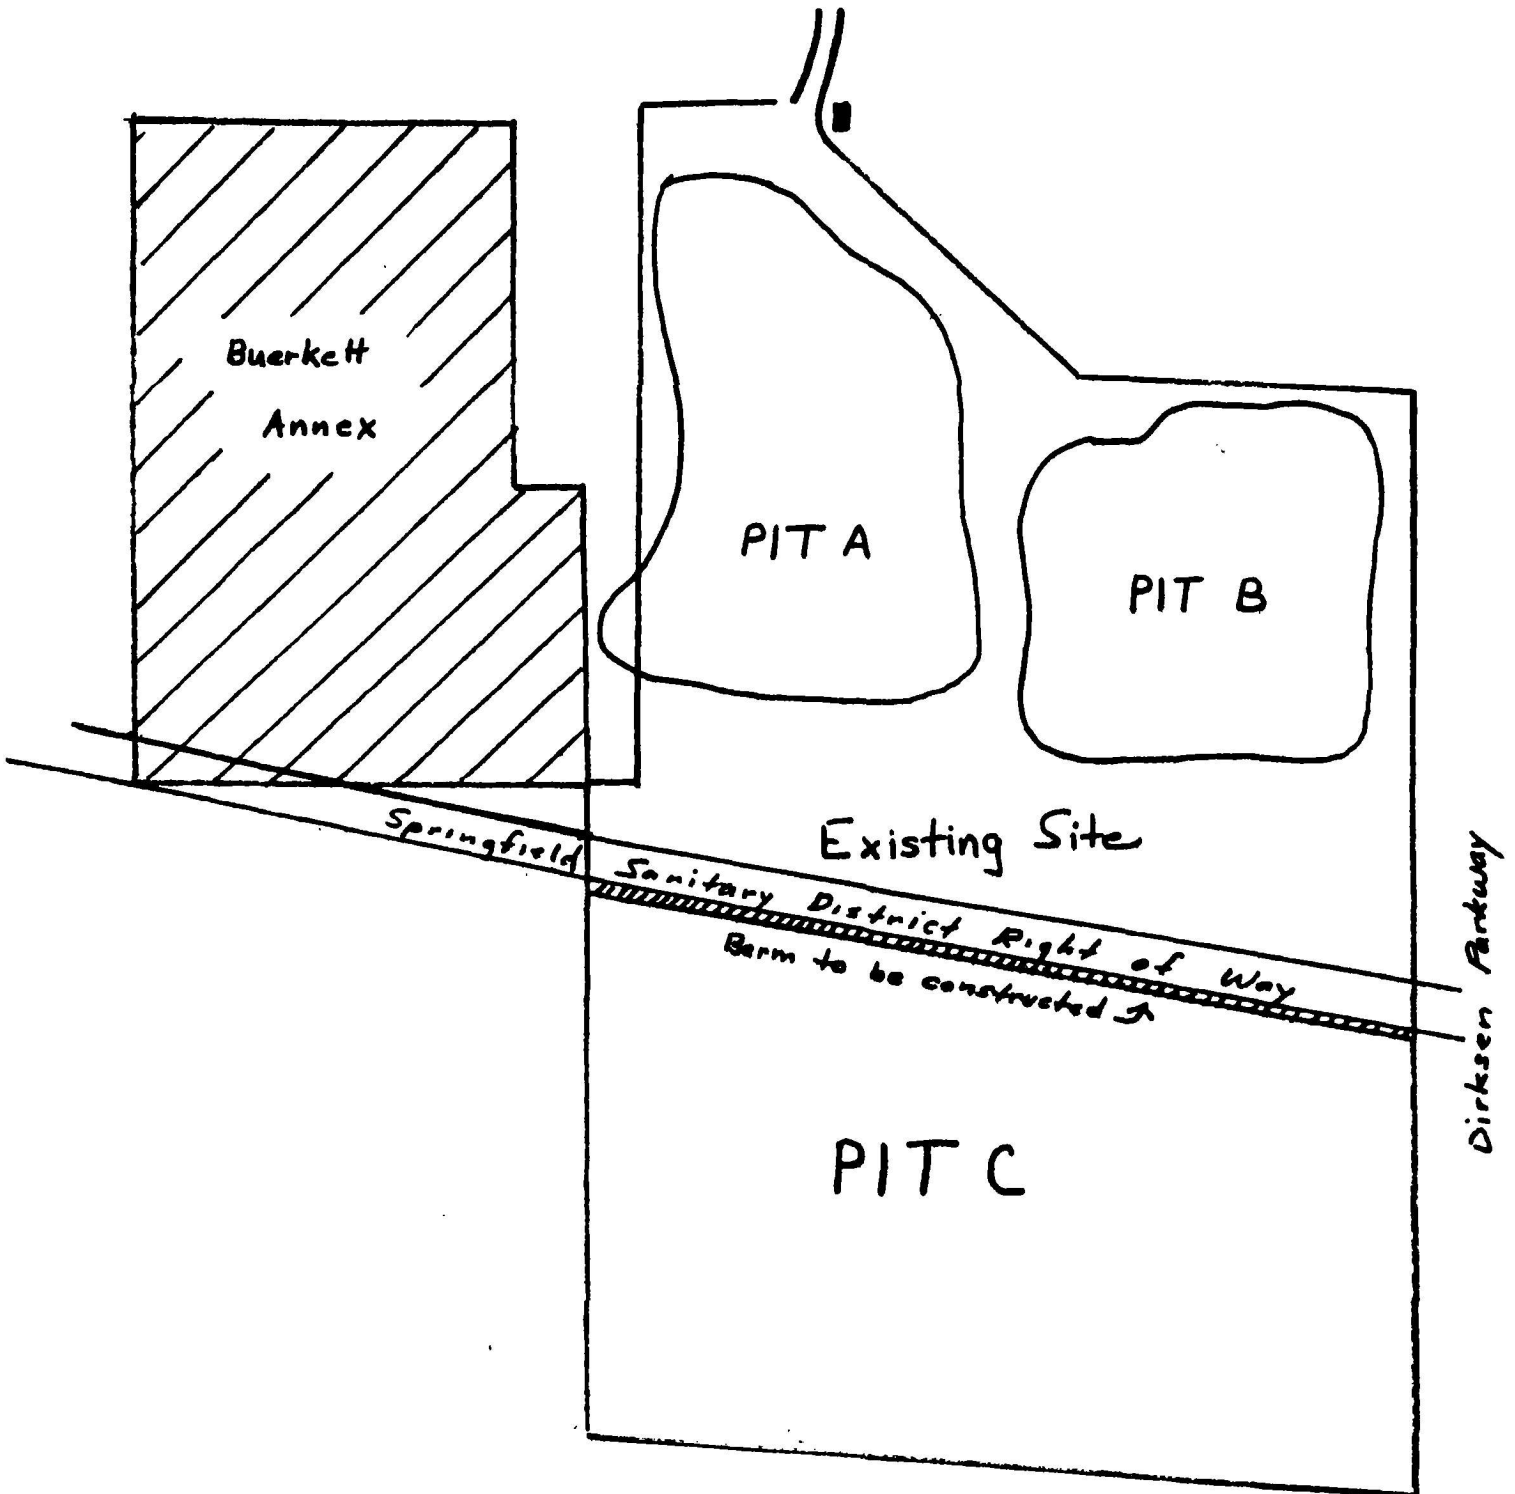 Buerkett
Annex
PIT A
PIT B
Existing Site
Springfield Sanitary District Right of Way
Berm to be constructed
Dirksen Parkway
PIT C